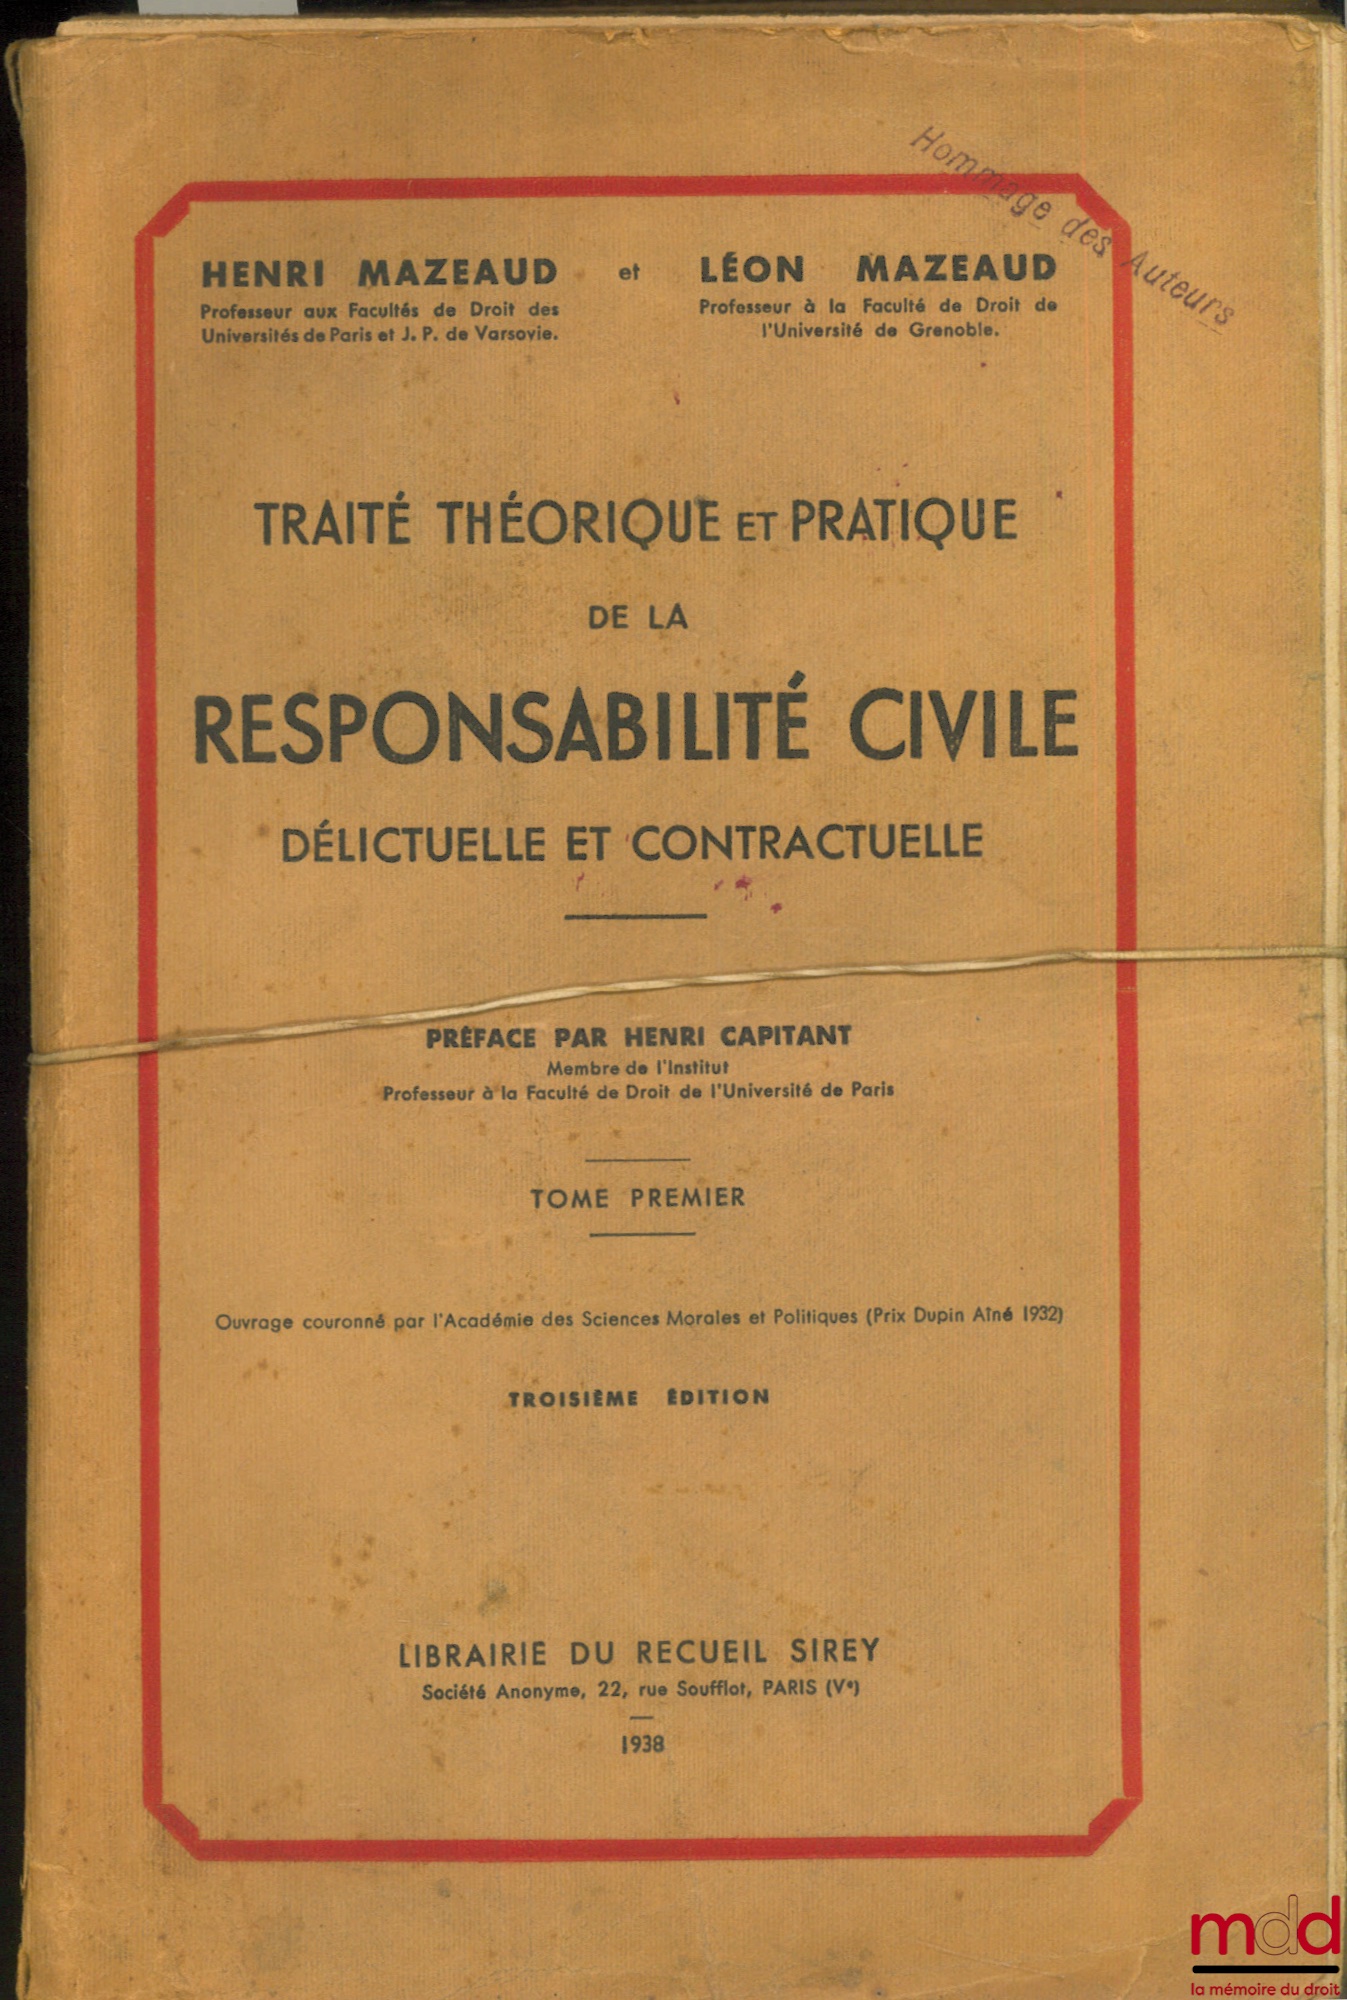 Hommage des Auteurs
HENRI MAZEAUD et LÉON MAZEAUD
Professeur aux Facultés de Droit des
Universités de Paris et J. P. de Varsovie.
Professeur à la Faculté de Droit de
l'Université de Grenoble.
TRAITÉ THÉORIQUE ET PRATIQUE
DE LA
RESPONSABILITÉ CIVILE
DÉLICTUELLE ET CONTRACTUELLE
PRÉFACE PAR HENRI CAPITANT
Membre de l'Institut
Professeur à la Faculté de Droit de l'Université de Paris
TOME PREMIER
Ouvrage couronné par l'Académie des Sciences Morales et Politiques (Prix Dupin Aîné 1932)
TROISIÈME ÉDITION
LIBRAIRIE DU RECUEIL SIREY
Société Anonyme, 22, rue Soufflot, PARIS (Vᵉ)
1938
mdd
la mémoire du droit